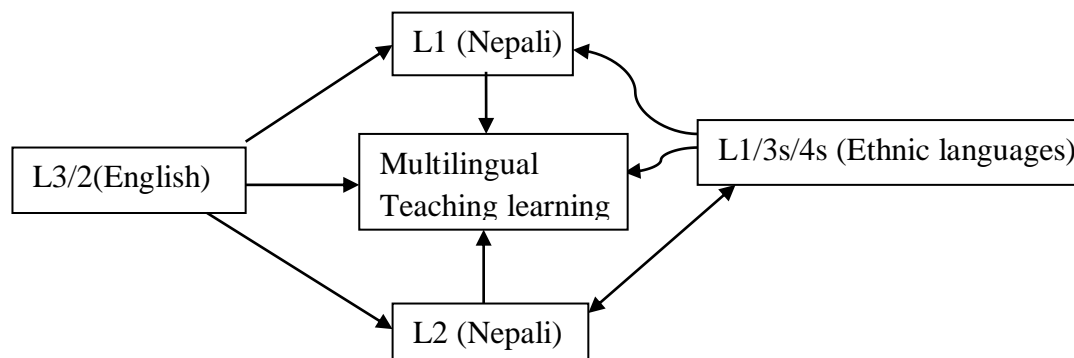 L1 (Nepali)
L3/2(English)
Multilingual
Teaching learning
L1/3s/4s (Ethnic languages)
L2 (Nepali)